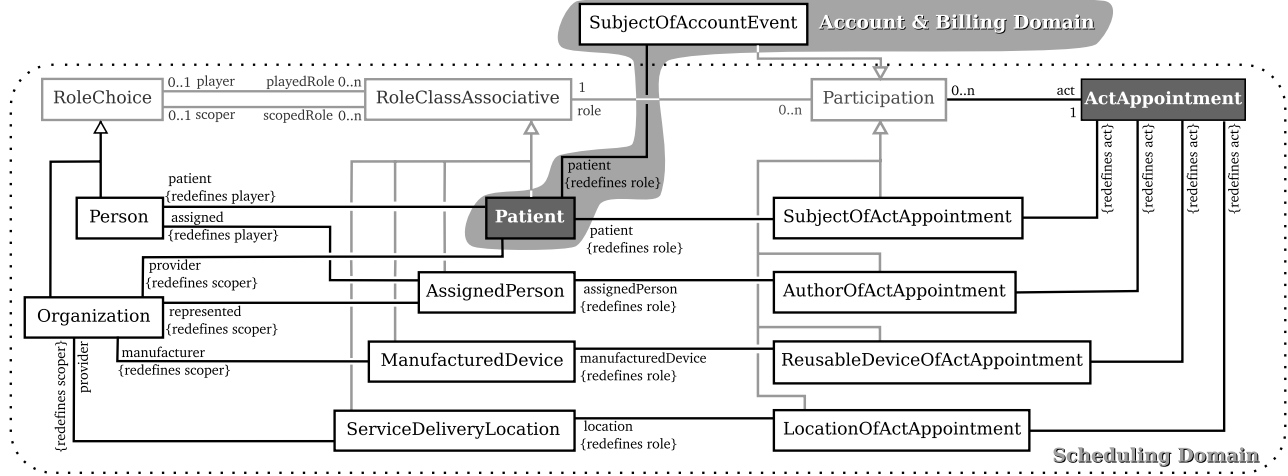 SubjectOfAccountEvent
Account & Billing Domain
RoleChoice
0..1 player
playedRole 0..n
0..1 scoper
scopedRole 0..n
RoleClassAssociative
1
role
0..n
Participation
0..n
act
1
ActAppointment
{redefines act}
{redefines act}
{redefines act}
{redefines act}
patient
{redefines role}
patient
{redefines player}
Person
assigned
{redefines player}
Patient
patient
{redefines role}
SubjectOfActAppointment
provider
{redefines scoper}
AssignedPerson
assignedPerson
{redefines role}
AuthorOfActAppointment
Organization
represented
{redefines scoper}
manufacturer
{redefines scoper}
{redefines scoper}
provider
ManufacturedDevice
manufacturedDevice
{redefines role}
ReusableDeviceOfActAppointment
ServiceDeliveryLocation
location
{redefines role}
LocationOfActAppointment
Scheduling Domain